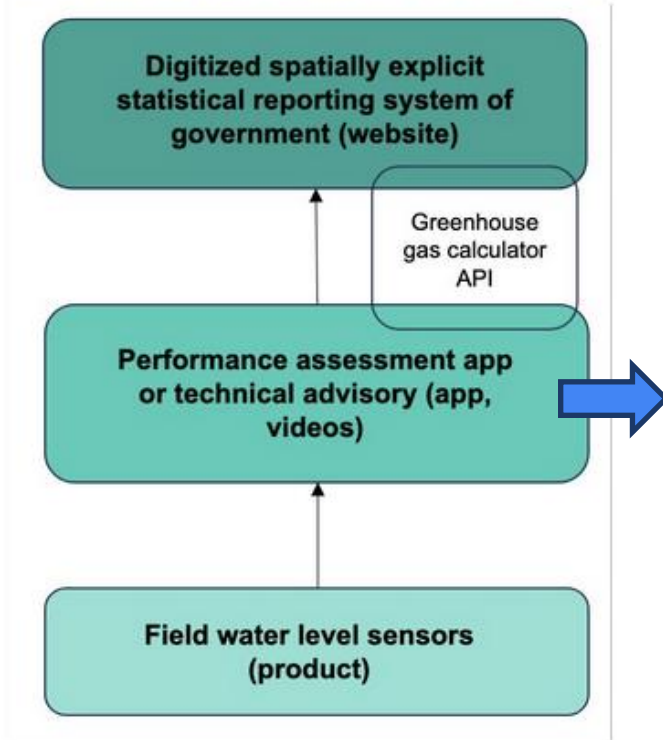 Digitized spatially explicit
statistical reporting system of
government (website)
Greenhouse
gas calculator
API
Performance assessment app
or technical advisory (app,
videos)
Field water level sensors
(product)